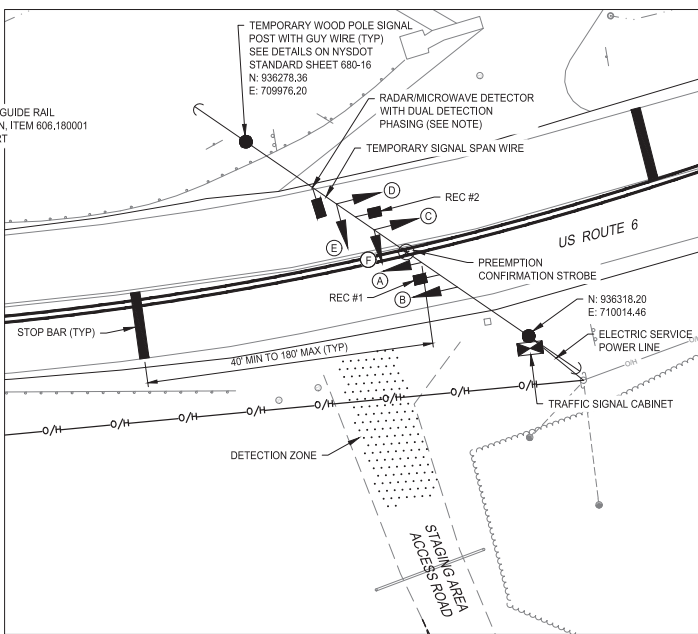 TEMPORARY WOOD POLE SIGNAL
POST WITH GUY WIRE (TYP)
SEE DETAILS ON NYSDOT
STANDARD SHEET 680-16
N: 936278.36
E: 709976.20
GUIDE RAIL
N, ITEM 606.180001
RT
RADAR/MICROWAVE DETECTOR
WITH DUAL DETECTION
PHASING (SEE NOTE)
TEMPORARY SIGNAL SPAN WIRE
D
REC #2
C
E
F
US ROUTE 6
PREEMPTION
CONFIRMATION STROBE
A
REC #1
B
N: 936318.20
E: 710014.46
STOP BAR (TYP)
ELECTRIC SERVICE
POWER LINE
40' MIN TO 180' MAX (TYP)
O/H
TRAFFIC SIGNAL CABINET
O/H
O/H
O/H
O/H
O/H
O/H
O/H
DETECTION ZONE
STAGING AREA
ACCESS ROAD